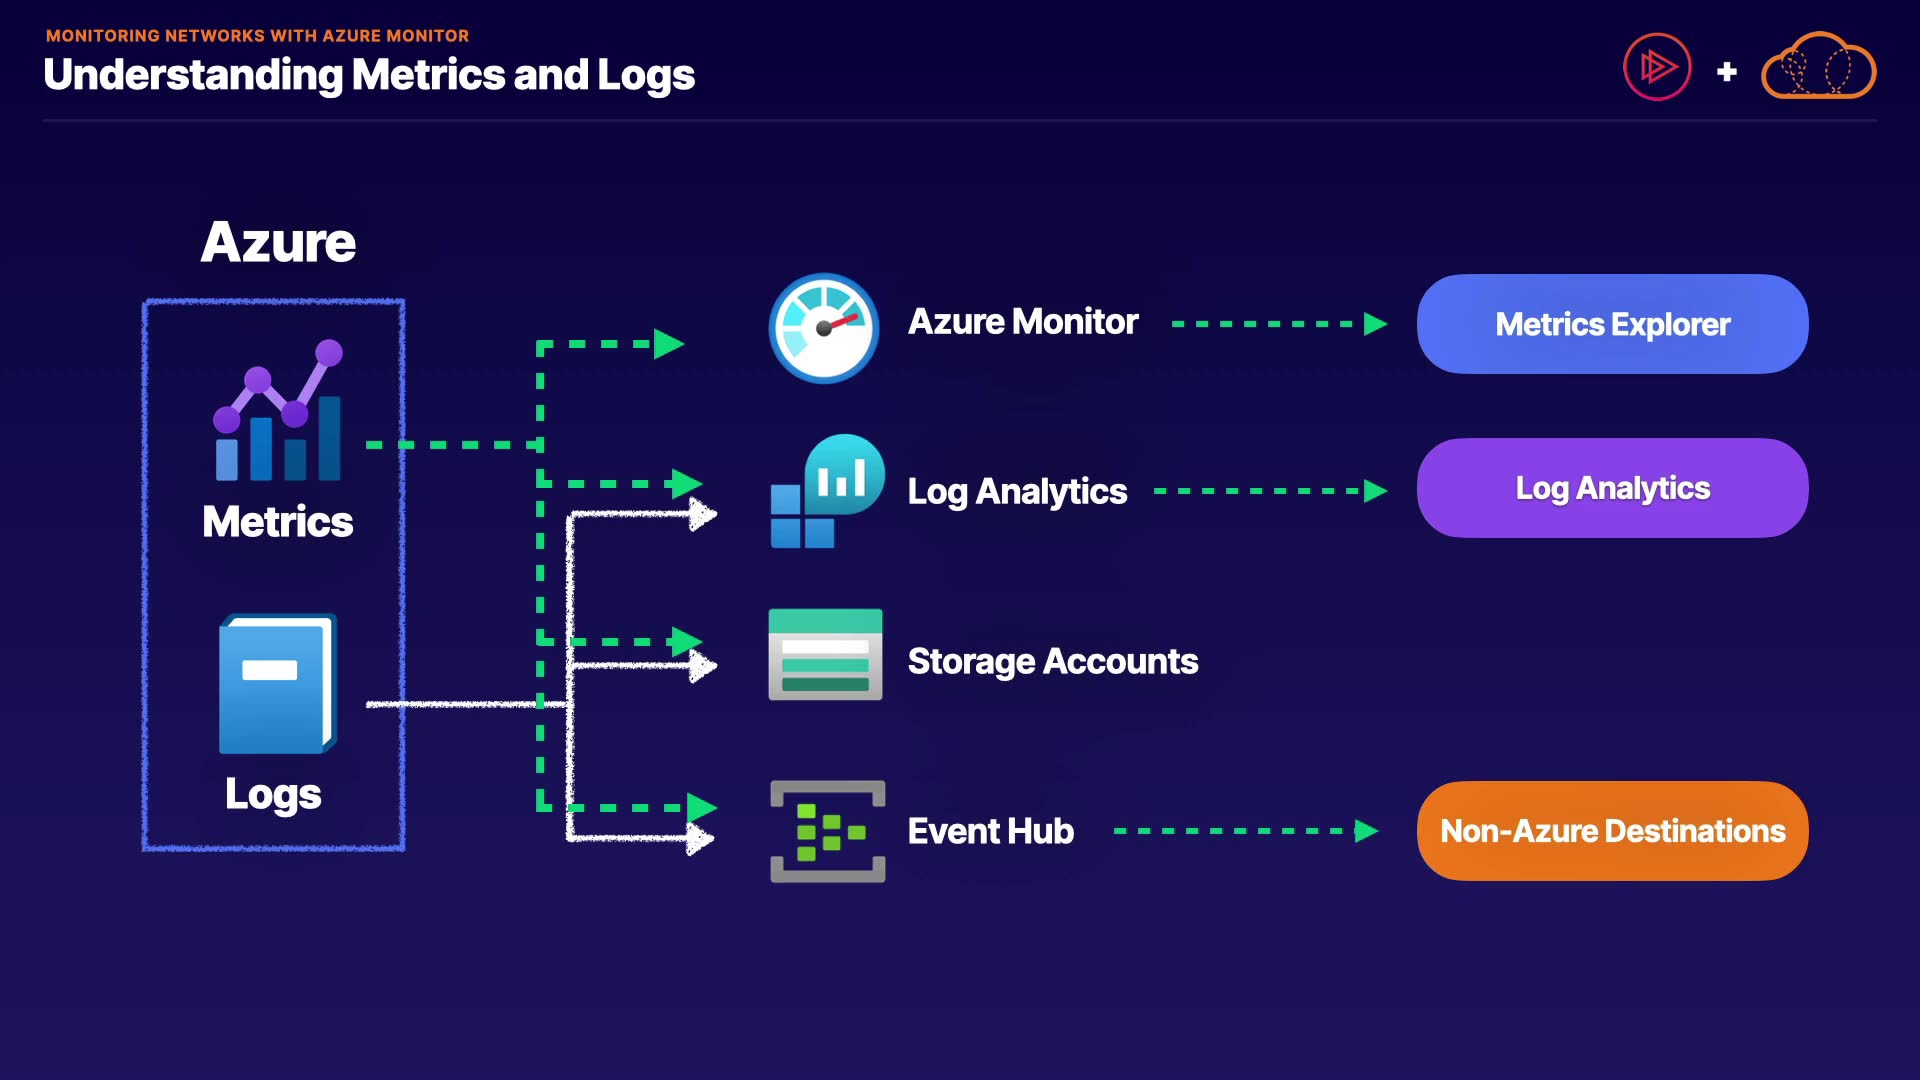 MONITORING NETWORKS WITH AZURE MONITOR
Understanding Metrics and Logs
Azure
Metrics
Logs
Azure Monitor
Metrics Explorer
Log Analytics
Log Analytics
Storage Accounts
Event Hub
Non-Azure Destinations